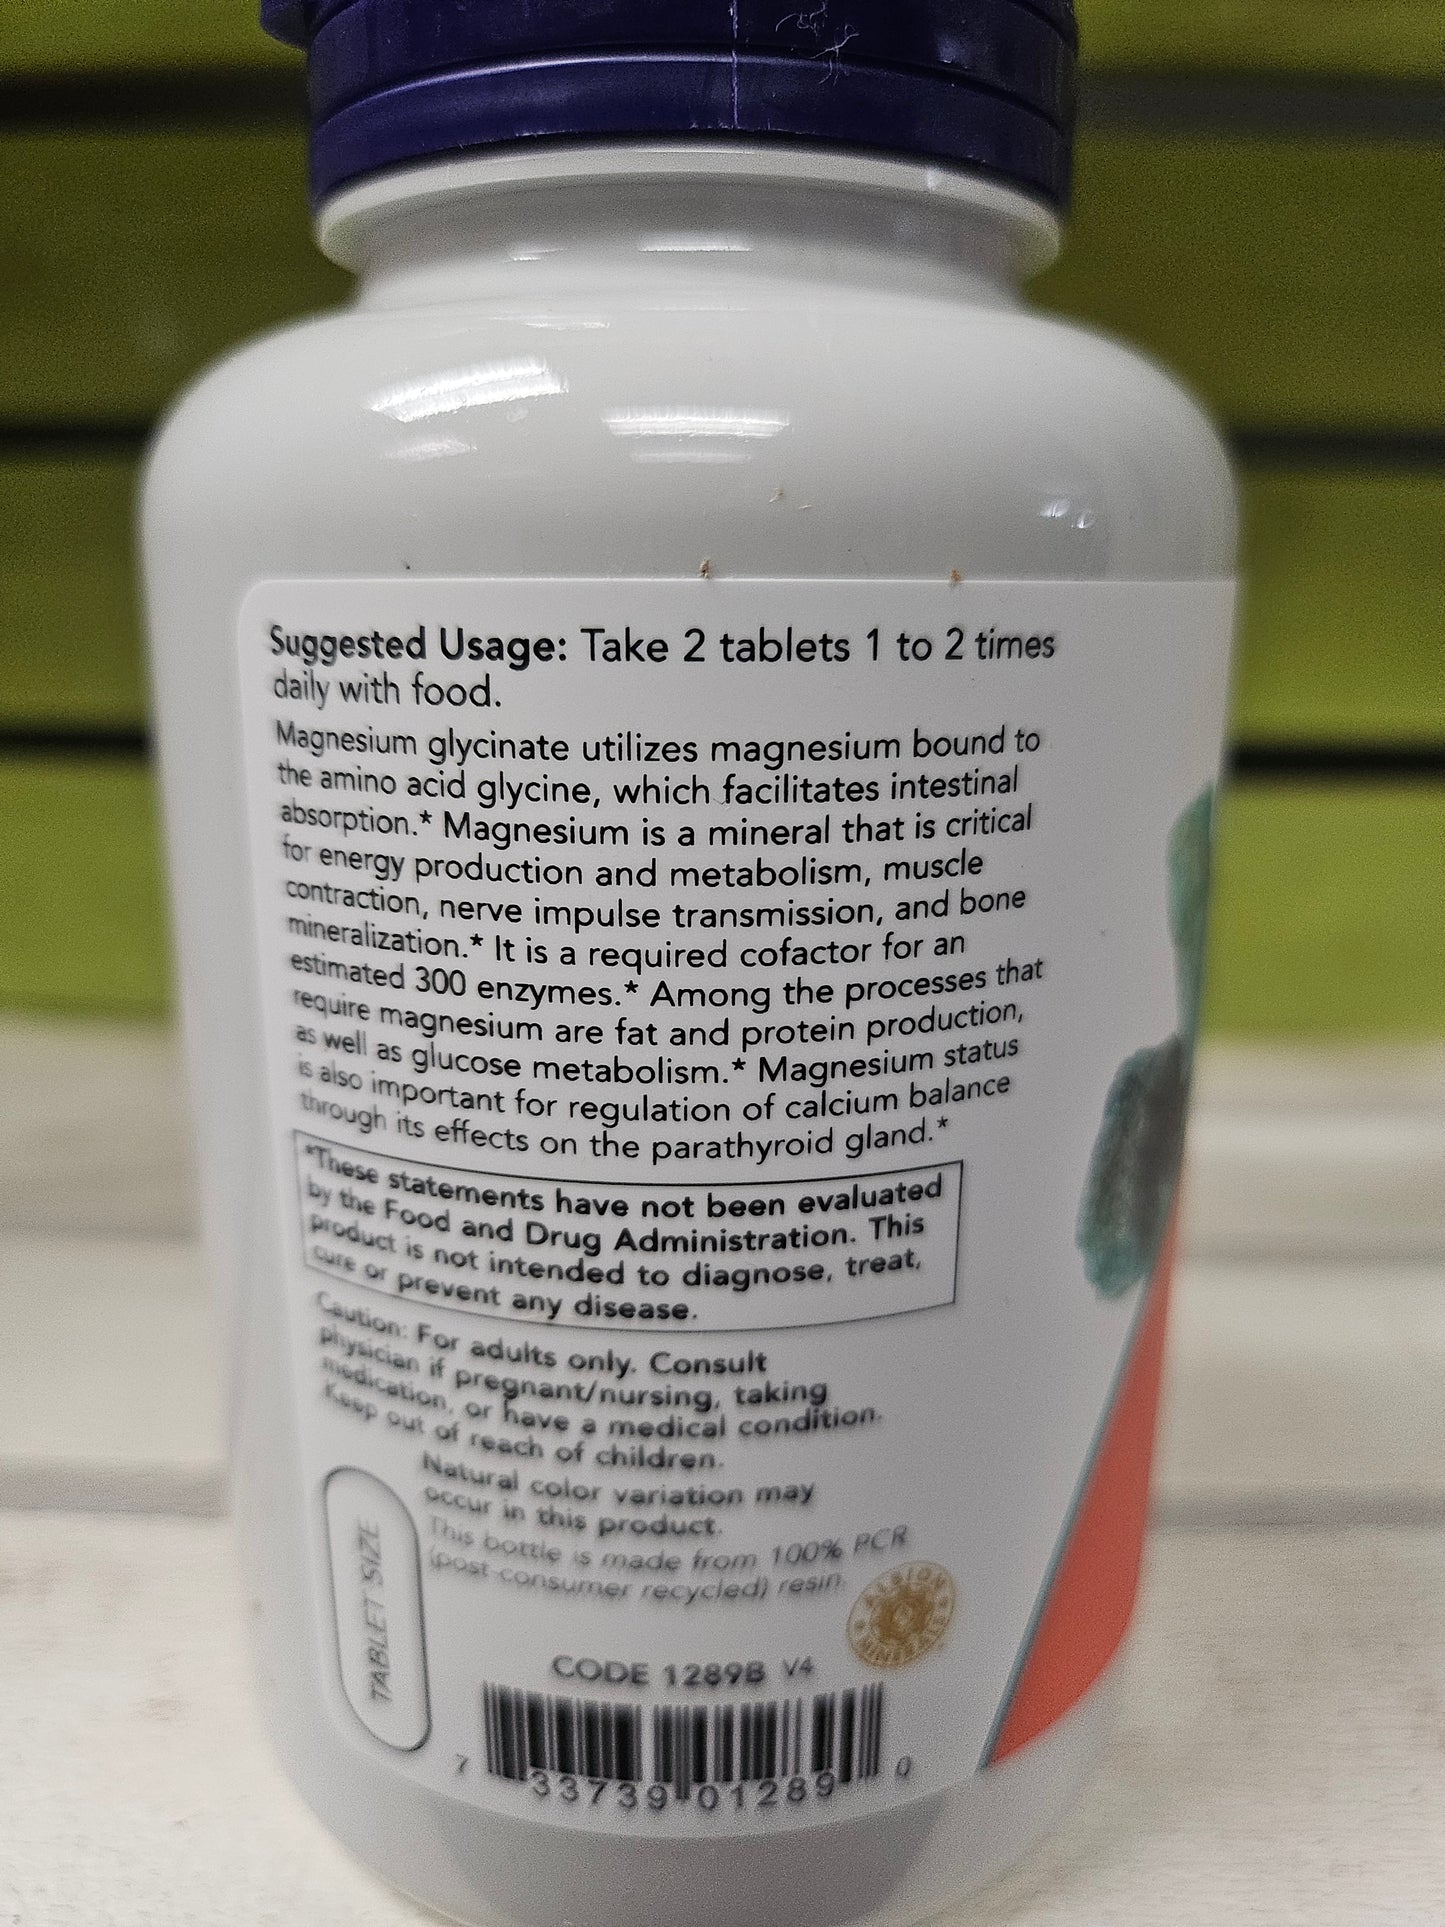 Suggested Usage: Take 2 tablets 1 to 2 times
daily with food.
Magnesium glycinate utilizes magnesium bound to
the amino acid glycine, which facilitates intestinal
absorption.* Magnesium is a mineral that is critical
for energy production and metabolism, muscle
contraction, nerve impulse transmission, and bone
mineralization.* It is a required cofactor for an
estimated 300 enzymes.* Among the processes that
require magnesium are fat and protein production,
as well as glucose metabolism.* Magnesium status
is also important for regulation of calcium balance
through its effects on the parathyroid gland.*
*These statements have not been evaluated
by the Food and Drug Administration. This
product is not intended to diagnose, treat,
cure or prevent any disease.
Caution: For adults only. Consult
physician if pregnant/nursing, taking
medication, or have a medical condition.
Keep out of reach of children.
Natural color variation may
occur in this product.
This bottle is made from 100% PCR
(post-consumer recycled) resin.
TABLET SIZE
ALBION
MINERALS
CODE 1289B V4
7 33739 01289 0